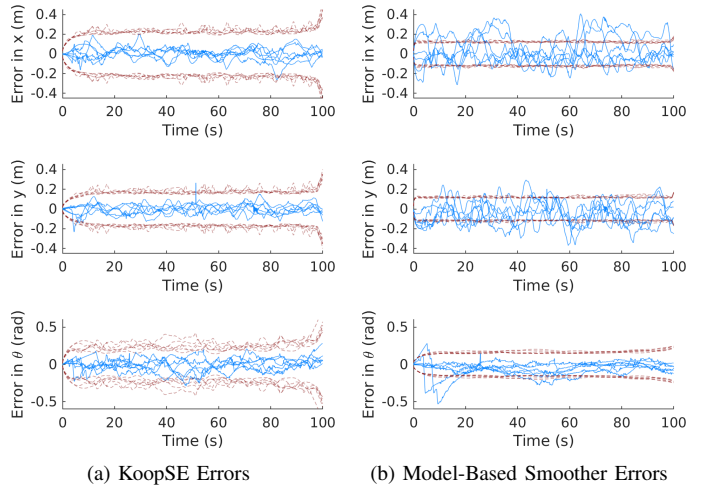 Error in x (m)
0.4
0.2
0
-0.2
-0.4
0 20 40 60 80 100
Time (s)
Error in x (m)
0.4
0.2
0
-0.2
-0.4
0 20 40 60 80 100
Time (s)
Error in y (m)
0.4
0.2
0
-0.2
-0.4
0 20 40 60 80 100
Time (s)
Error in y (m)
0.4
0.2
0
-0.2
-0.4
0 20 40 60 80 100
Time (s)
Error in θ (rad)
0.5
0
-0.5
0 20 40 60 80 100
Time (s)
Error in θ (rad)
0.5
0
-0.5
0 20 40 60 80 100
Time (s)
(a) KoopSE Errors
(b) Model-Based Smoother Errors